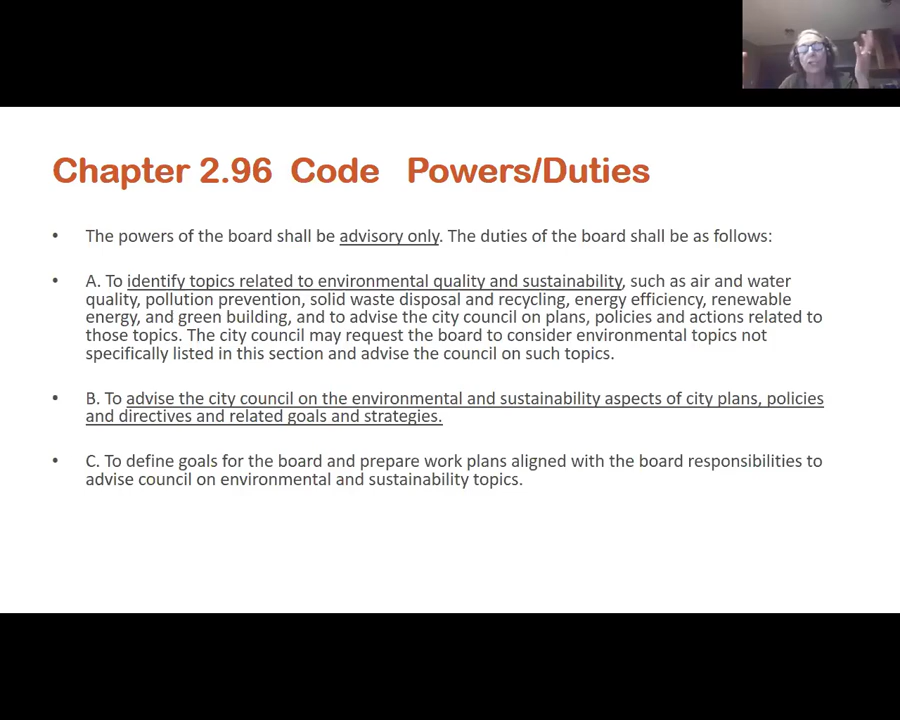 Chapter 2.96 Code Powers/Duties
• The powers of the board shall be advisory only. The duties of the board shall be as follows:
• A. To identify topics related to environmental quality and sustainability, such as air and water
quality, pollution prevention, solid waste disposal and recycling, energy efficiency, renewable
energy, and green building, and to advise the city council on plans, policies and actions related to
those topics. The city council may request the board to consider environmental topics not
specifically listed in this section and advise the council on such topics.
• B. To advise the city council on the environmental and sustainability aspects of city plans, policies
and directives and related goals and strategies.
• C. To define goals for the board and prepare work plans aligned with the board responsibilities to
advise council on environmental and sustainability topics.